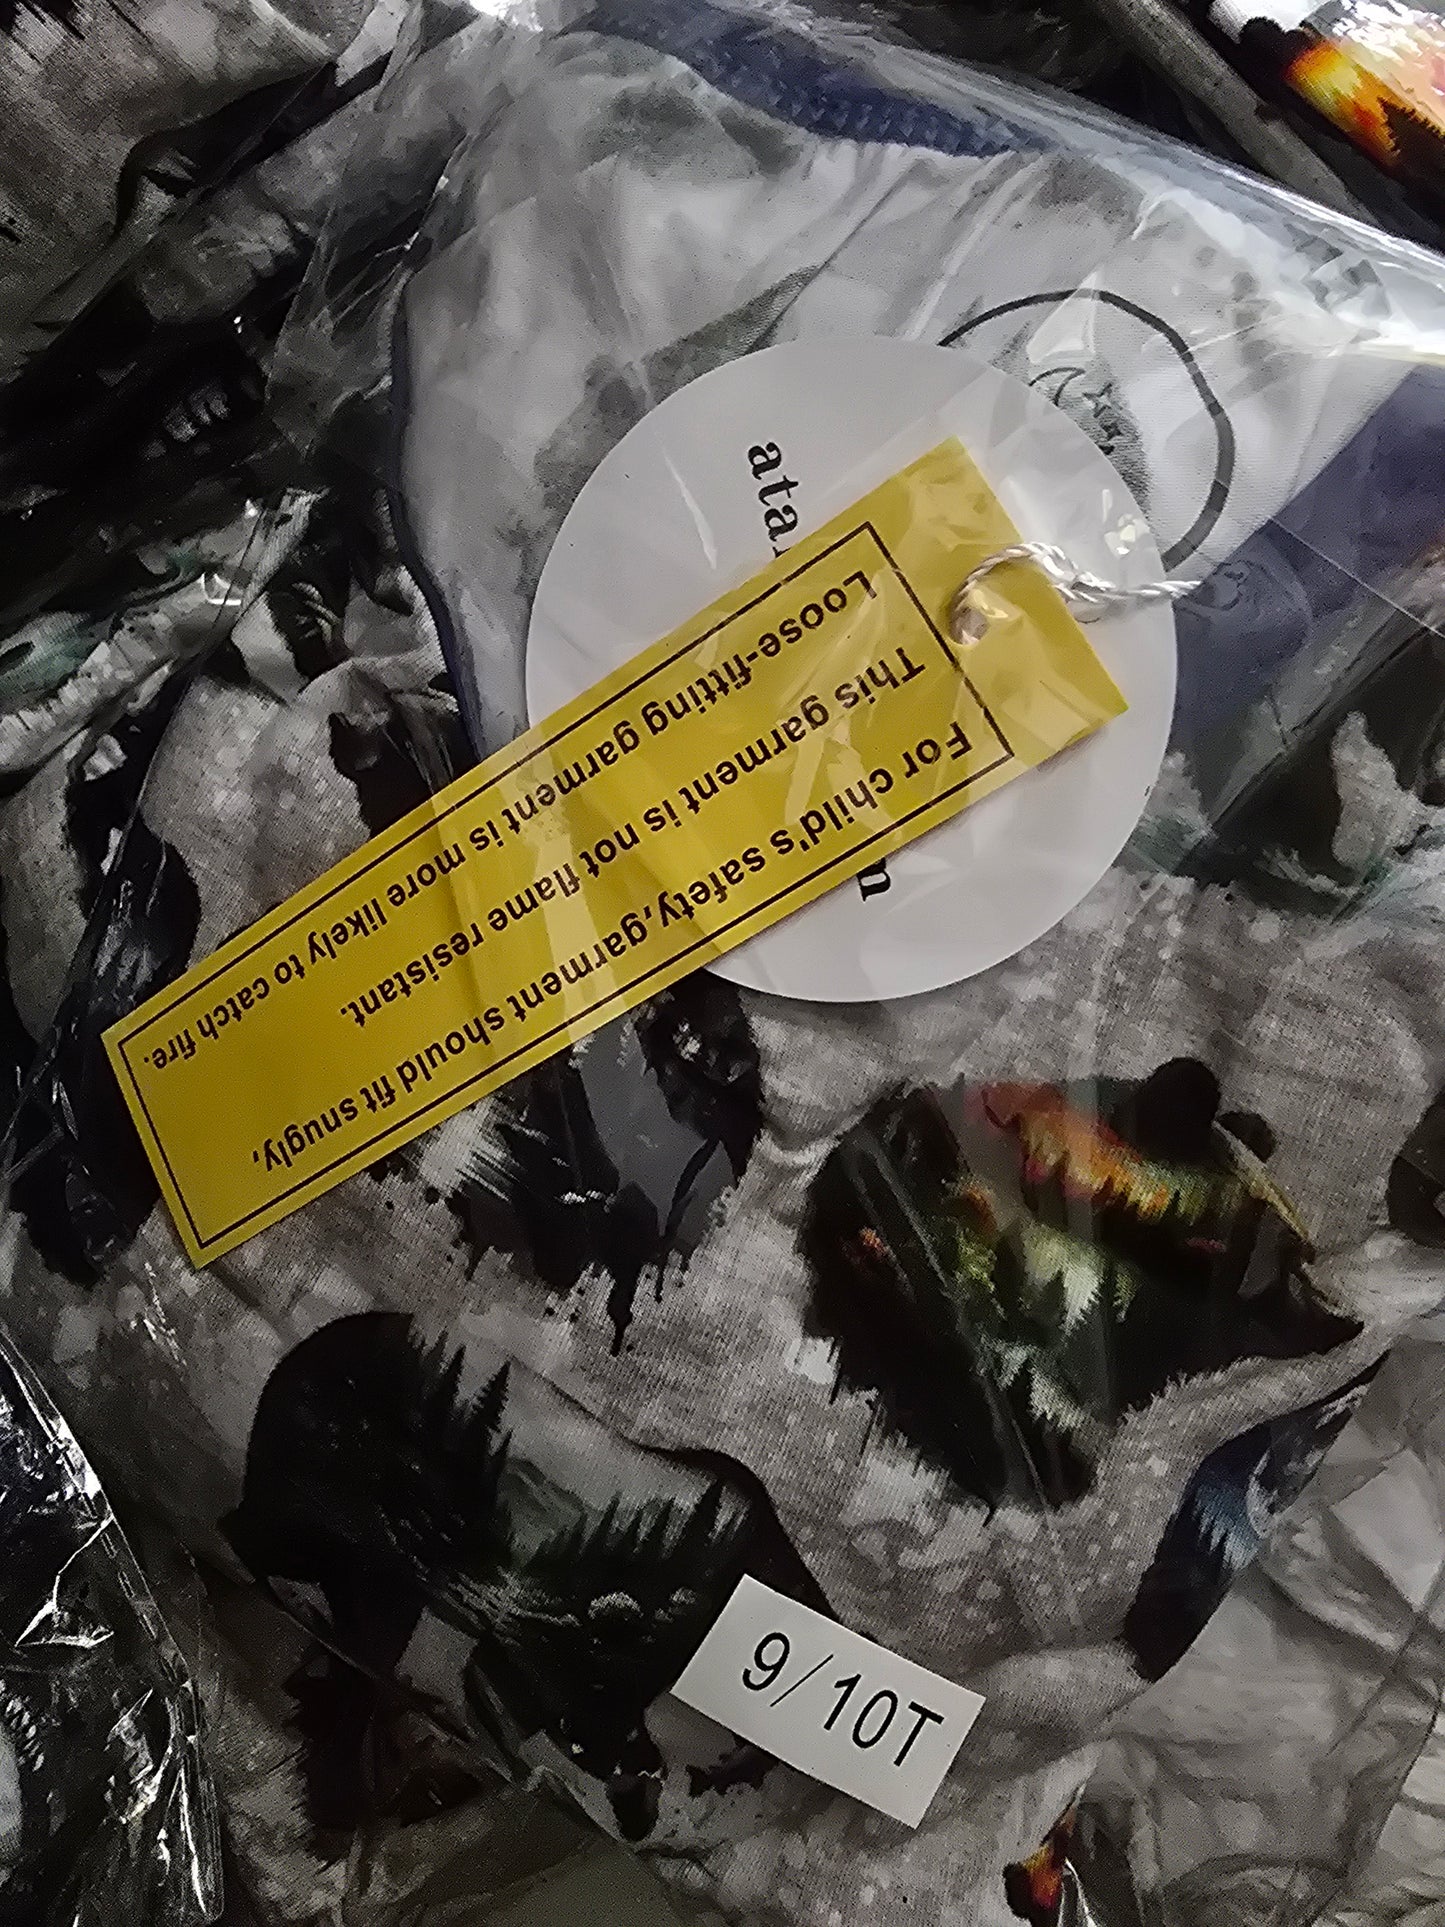 For child's safety,garment should fit snugly,
This garment is not flame resistant.
Loose-fitting garment is more likely to catch fire.
9/10T